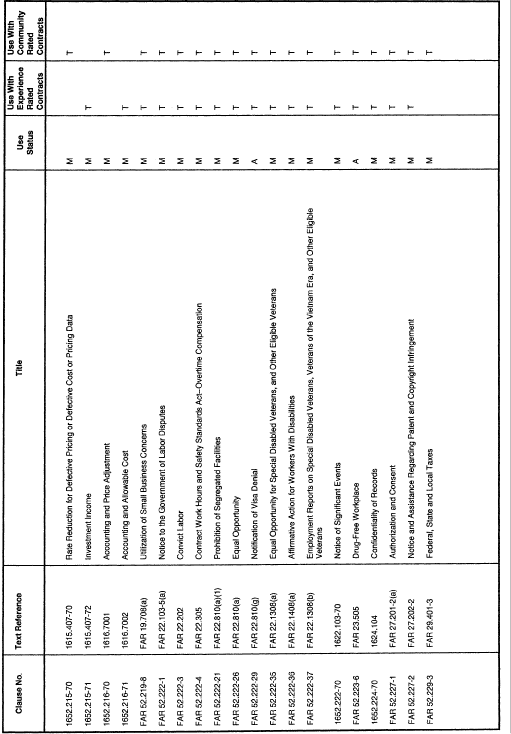 Clause No. Text Reference Title Use Status Use With Experience Rated Contracts Use With Community Rated Contracts
1652.215-70 1615.407-70 Rate Reduction for Defective Pricing or Defective Cost or Pricing Data M T
1652.215-71 1615.407-72 Investment Income M T
1652.216-70 1616.7001 Accounting and Price Adjustment M T
1652.216-71 1616.7002 Accounting and Allowable Cost M T
FAR 52.219-8 FAR 19.708(a) Utilization of Small Business Concerns M T T
FAR 52.222-1 FAR 22.103-5(a) Notice to the Government of Labor Disputes M T T
FAR 52.222-3 FAR 22.202 Convict Labor M T T
FAR 52.222-4 FAR 22.305 Contract Work Hours and Safety Standards Act–Overtime Compensation M T T
FAR 52.222-21 FAR 22.810(a)(1) Prohibition of Segregated Facilities M T T
FAR 52.222-26 FAR 22.810(e) Equal Opportunity M T T
FAR 52.222-29 FAR 22.810(g) Notification of Visa Denial A T T
FAR 52.222-35 FAR 22.1308(a) Equal Opportunity for Special Disabled Veterans, and Other Eligible Veterans M T T
FAR 52.222-36 FAR 22.1408(a) Affirmative Action for Workers With Disabilities M T T
FAR 52.222-37 FAR 22.1308(b) Employment Reports on Special Disabled Veterans, Veterans of the Vietnam Era, and Other Eligible M T T
Veterans
1652.222-70 1622.103-70 Notice of Significant Events M T T
FAR 52.223-6 FAR 23.505 Drug-Free Workplace A T T
1652.224-70 1624.104 Confidentiality of Records M T T
FAR 52.227-1 FAR 27.201-2(a) Authorization and Consent M T T
FAR 52.227-2 FAR 27.202-2 Notice and Assistance Regarding Patent and Copyright Infringement M T T
FAR 52.229-3 FAR 29.401-3 Federal, State and Local Taxes M T